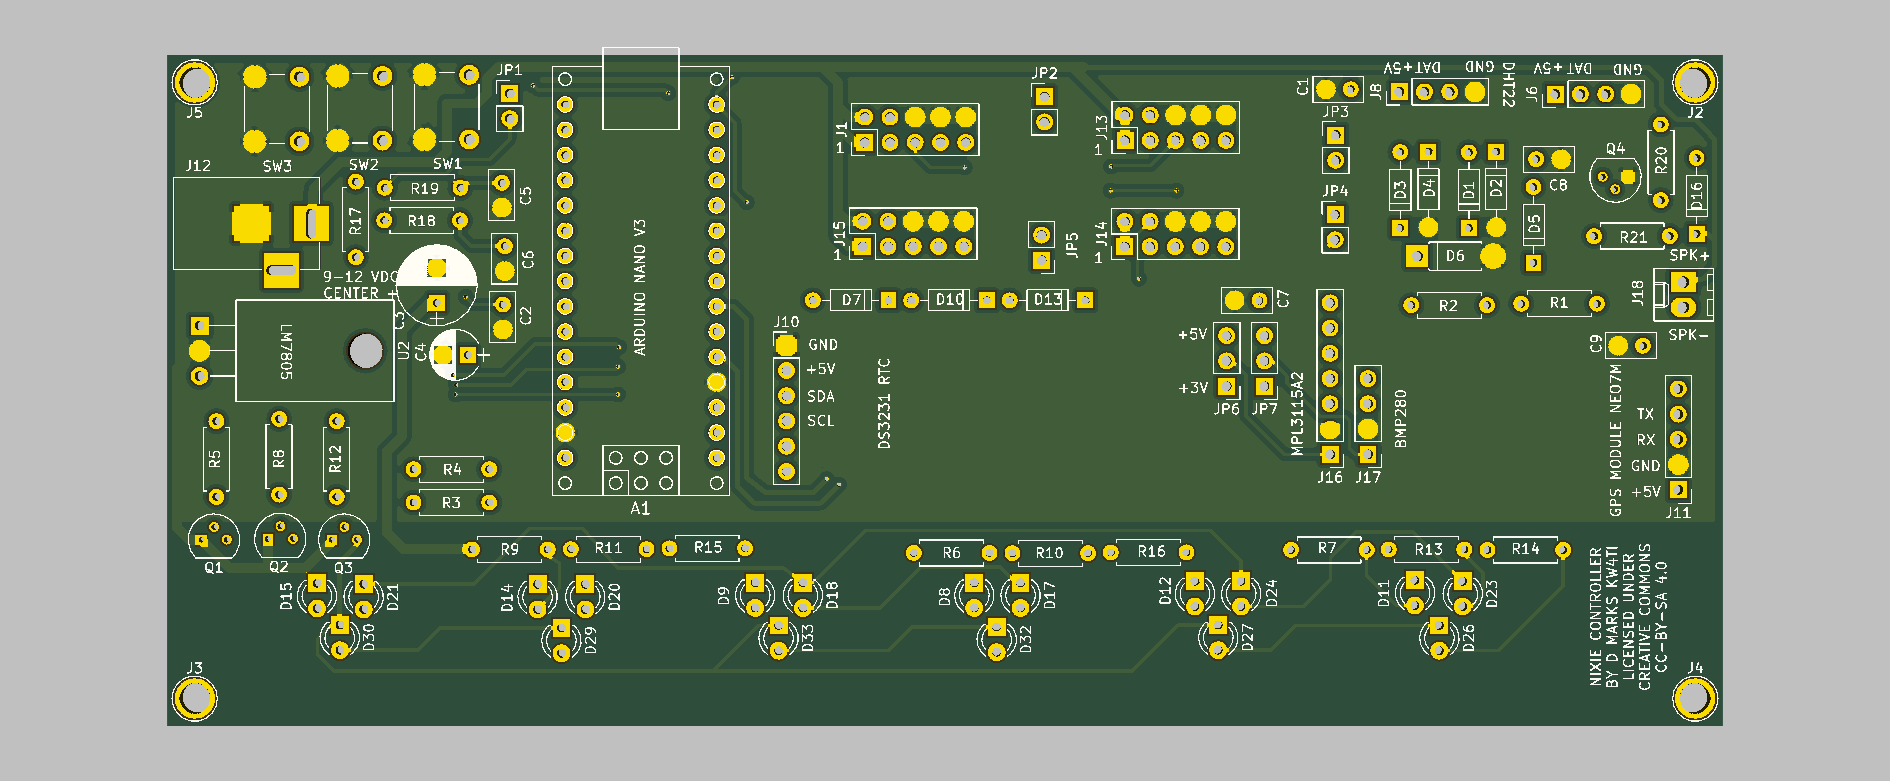 J5
SW3
SW2
SW1
JP1
J12
R19
R18
R17
C5
C6
C2
9-12 VDC
CENTER +
C3
+
C4
+
U2
LM7805
ARDUINO NANO V3
A1
R5
R8
R12
R4
R3
Q1
Q2
Q3
J1
1
J15
1
JP2
JP5
J13
1
J14
1
D7
D10
D13
J10
GND
+5V
SDA
SCL
DS3231 RTC
C1
JP3
JP4
J8
+5V
DAT
GND
DHT22
J6
+5V
DAT
GND
J2
D3
D4
D1
D2
C8
D5
D6
Q4
R20
D16
R21
SPK+
J18
SPK-
R2
R1
C7
C9
+5V
+3V
JP6
JP7
MPL3115A2
J16
BMP280
J17
GPS MODULE NEO7M
TX
RX
GND
+5V
J11
R9
R11
R15
R6
R10
R16
R7
R13
R14
D15
D21
D30
D14
D20
D29
D9
D18
D33
D8
D17
D32
D12
D24
D27
D11
D23
D26
NIXIE CONTROLLER
BY D MARKS KW4TI
LICENSED UNDER
CREATIVE COMMONS
CC-BY-SA 4.0
J3
J4